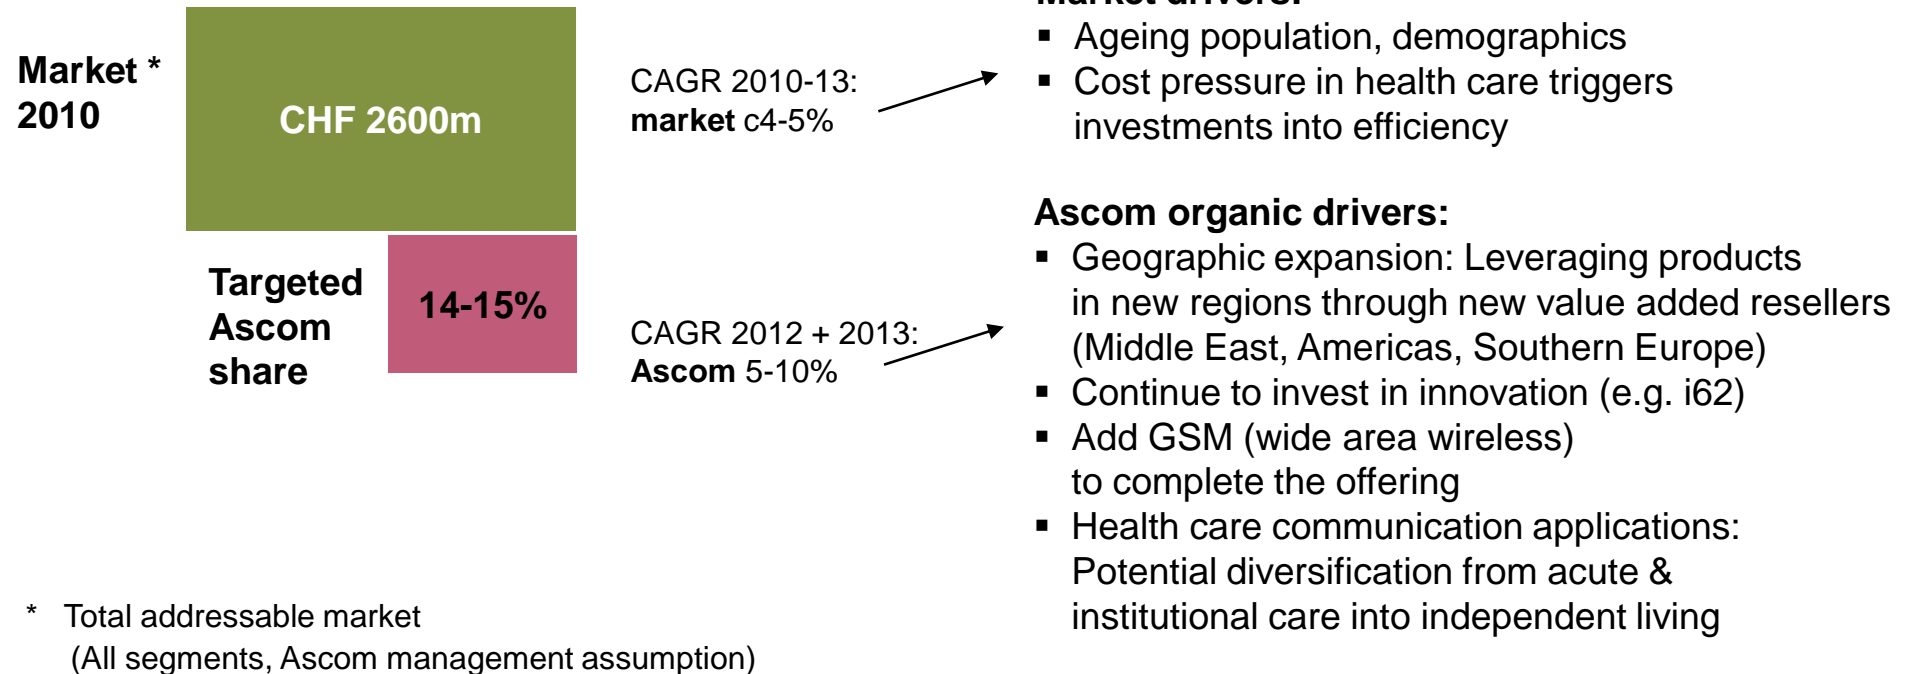 Market *
2010
CHF 2600m
Targeted
Ascom
share
14-15%
CAGR 2010-13:
market c4-5%
CAGR 2012 + 2013:
Ascom 5-10%
Market drivers:
▪ Ageing population, demographics
▪ Cost pressure in health care triggers
investments into efficiency
Ascom organic drivers:
▪ Geographic expansion: Leveraging products
in new regions through new value added resellers
(Middle East, Americas, Southern Europe)
▪ Continue to invest in innovation (e.g. i62)
▪ Add GSM (wide area wireless)
to complete the offering
▪ Health care communication applications:
Potential diversification from acute &
institutional care into independent living
* Total addressable market
(All segments, Ascom management assumption)